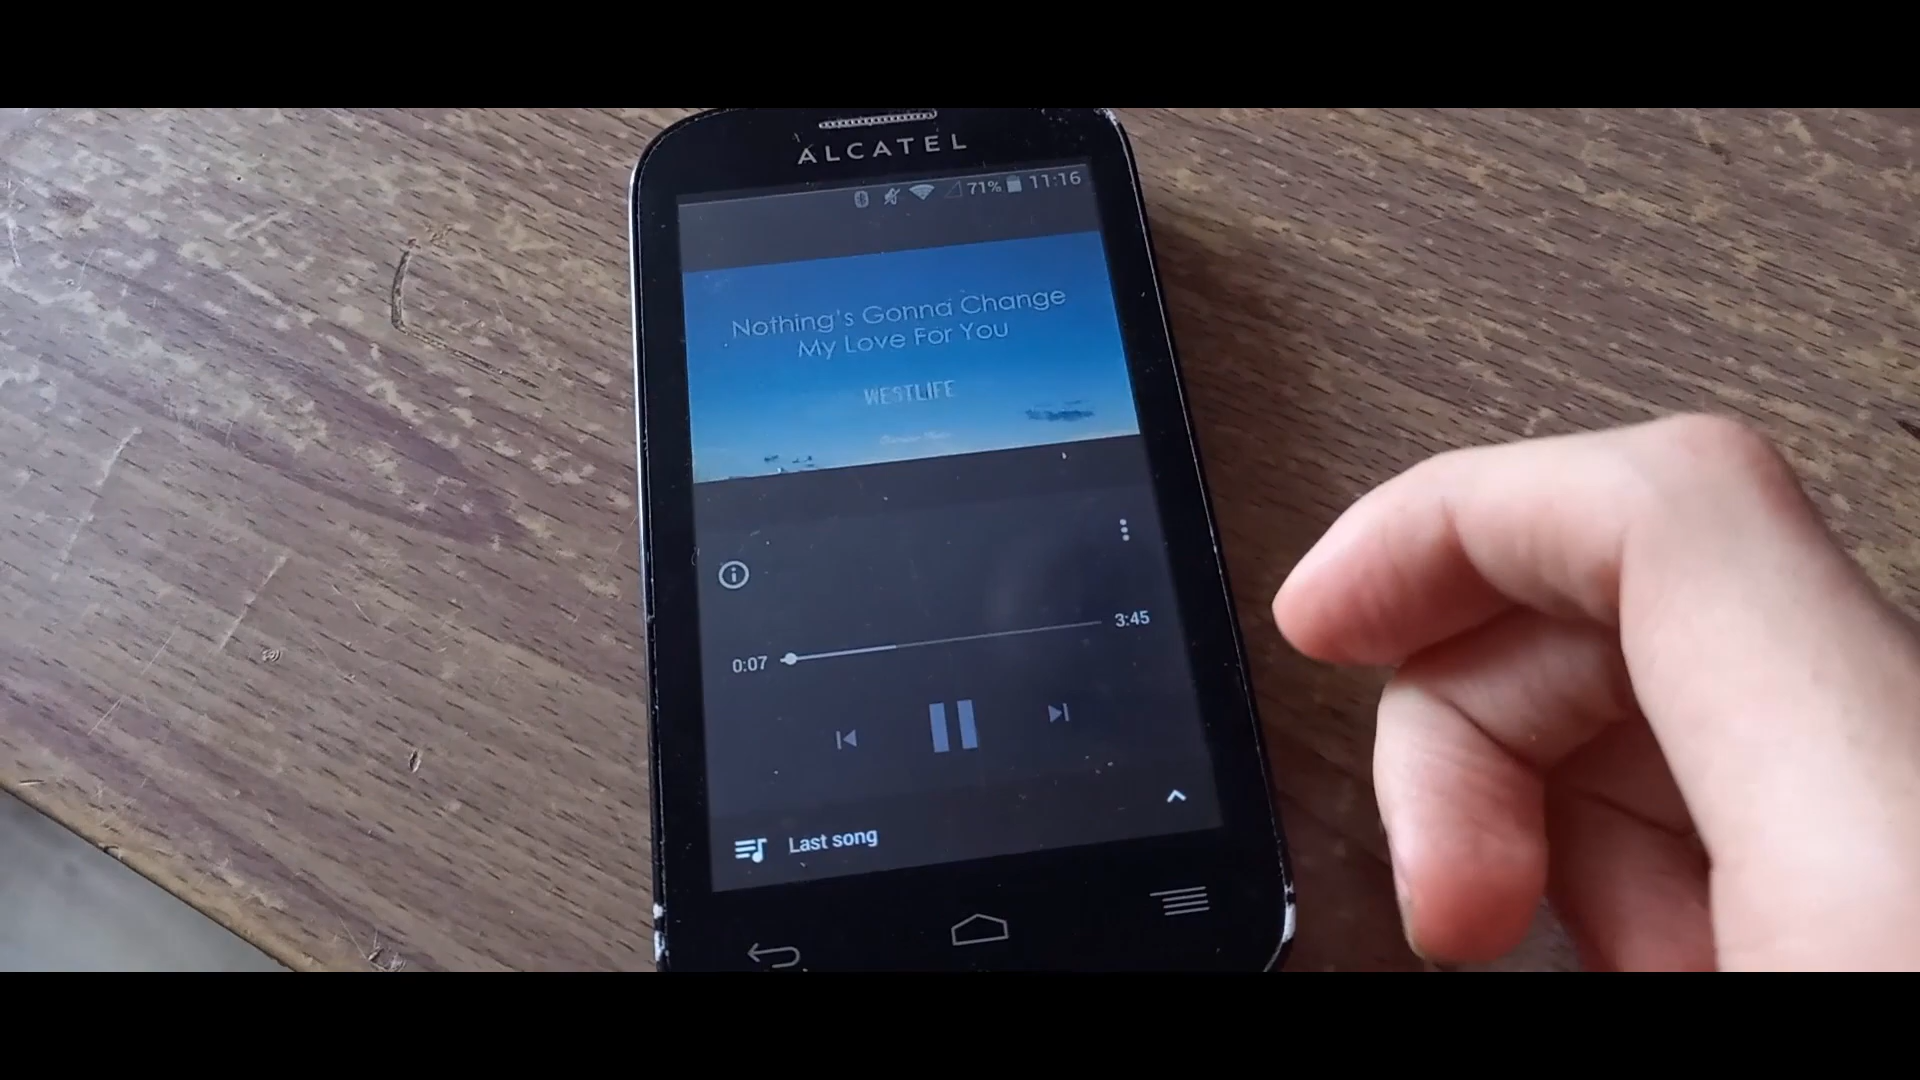 ALCATEL
71% 11:16
Nothing's Gonna Change
My Love For You
WESTLIFE
0:07
3:45
Last song